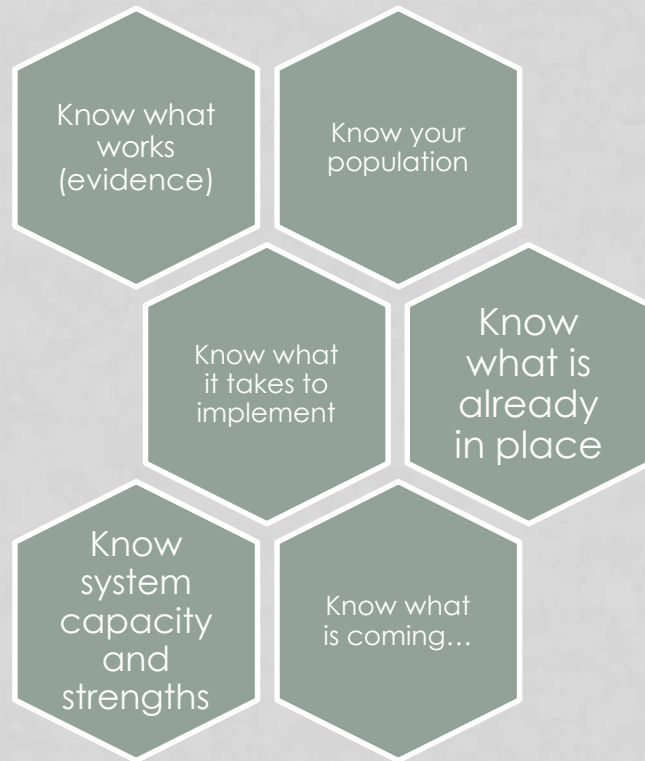 Know what
works
(evidence)
Know your
population
Know what
it takes to
implement
Know
what is
already
in place
Know
system
capacity
and
strengths
Know what
is coming…